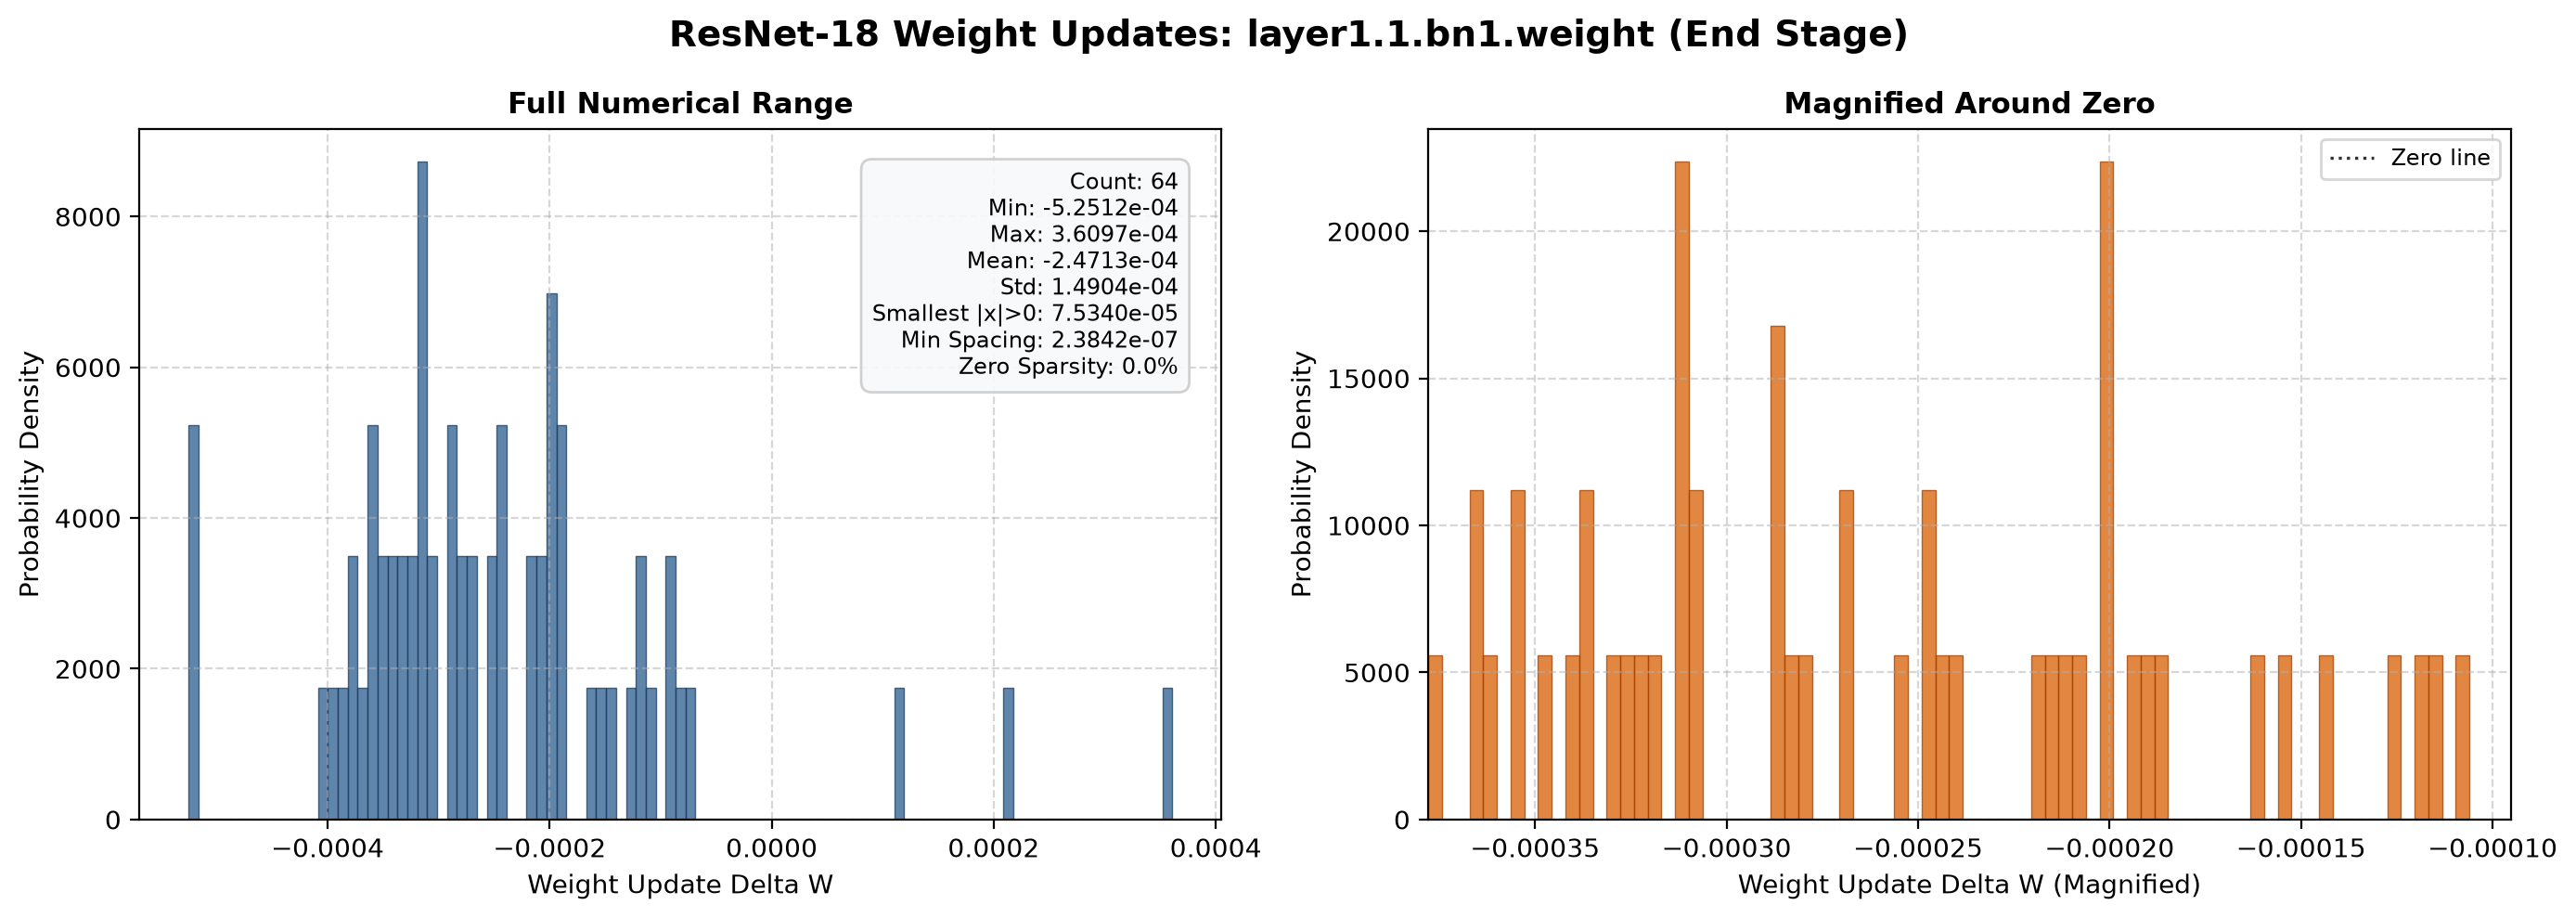 ResNet-18 Weight Updates: layer1.1.bn1.weight (End Stage)
Full Numerical Range
Probability Density
8000
6000
4000
2000
0
Count: 64
Min: -5.2512e-04
Max: 3.6097e-04
Mean: -2.4713e-04
Std: 1.4904e-04
Smallest |x|>0: 7.5340e-05
Min Spacing: 2.3842e-07
Zero Sparsity: 0.0%
−0.0004 −0.0002 0.0000 0.0002 0.0004
Weight Update Delta W
Magnified Around Zero
Probability Density
20000
15000
10000
5000
0
Zero line
−0.00035 −0.00030 −0.00025 −0.00020 −0.00015 −0.00010
Weight Update Delta W (Magnified)